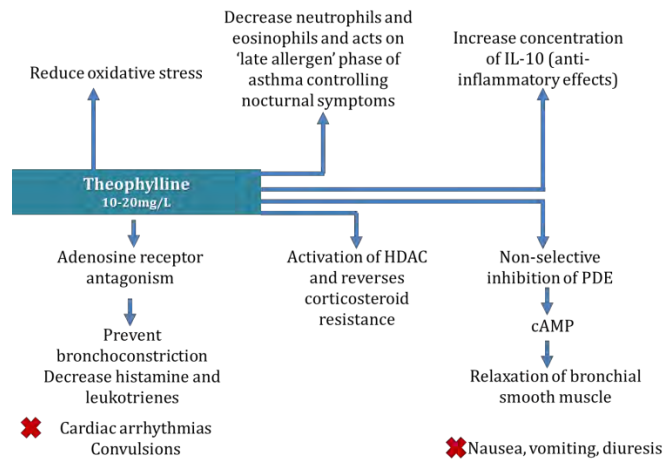 Reduce oxidative stress
Decrease neutrophils and
eosinophils and acts on
‘late allergen’ phase of
asthma controlling
nocturnal symptoms
Increase concentration
of IL-10 (anti-
inflammatory effects)
Theophylline
10-20mg/L
Adenosine receptor
antagonism
Prevent
bronchoconstriction
Decrease histamine and
leukotrienes
Cardiac arrhythmias
Convulsions
Activation of HDAC
and reverses
corticosteroid
resistance
Non-selective
inhibition of PDE
cAMP
Relaxation of bronchial
smooth muscle
Nausea, vomiting, diuresis